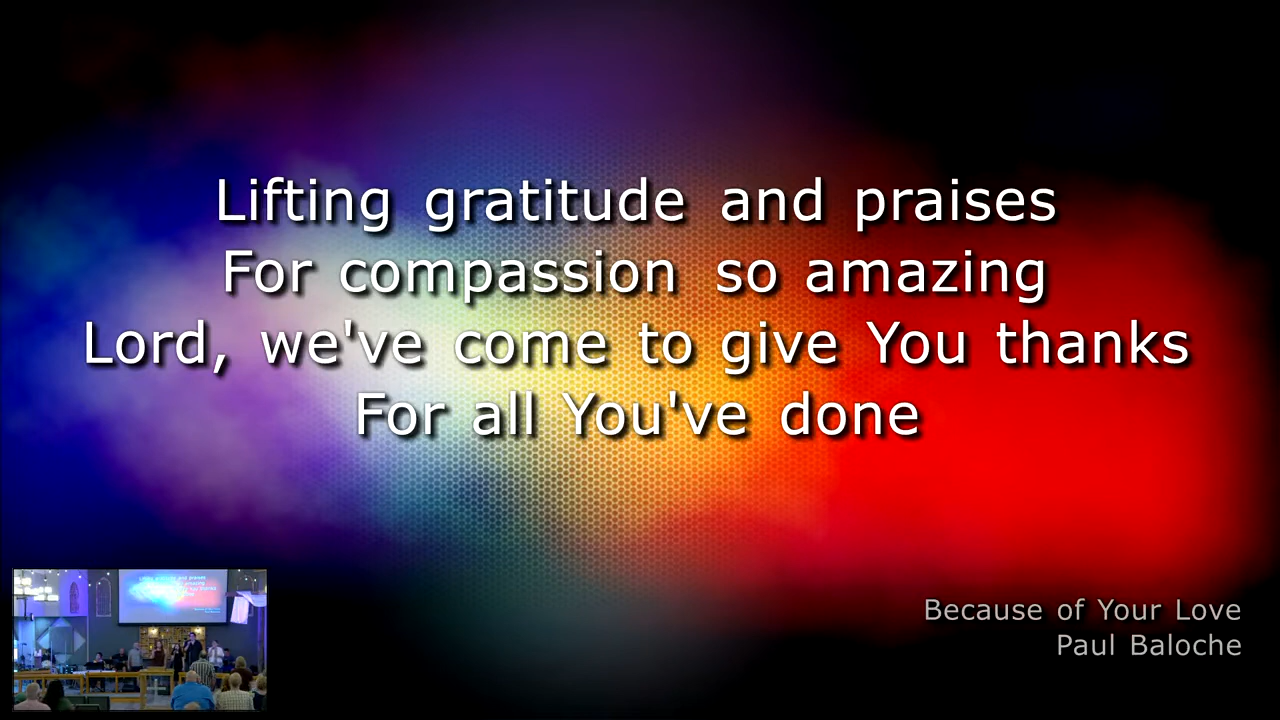 Lifting gratitude and praises
For compassion so amazing
Lord, we've come to give You thanks
For all You've done
Because of Your Love
Paul Baloche